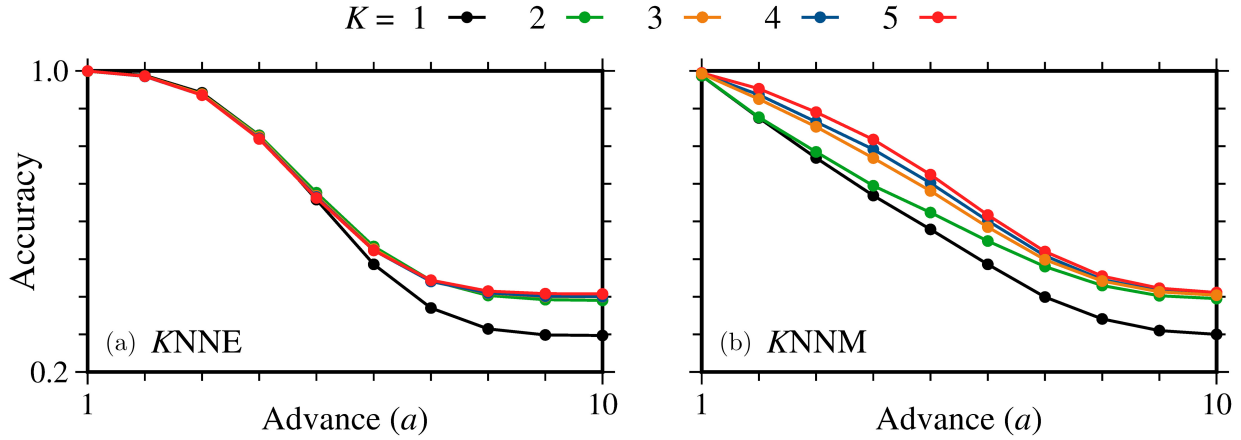 K = 1 2 3 4 5
1.0
Accuracy
0.2
(a) KNNE
(b) KNNM
1 10
1 10
Advance (a)
Advance (a)